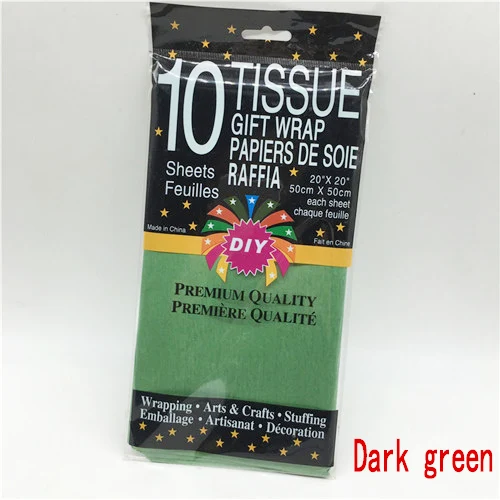 10 TISSUE
GIFT WRAP
PAPIERS DE SOIE
RAFFIA
Sheets
Feuilles
20"X 20"
50cm X 50cm
each sheet
chaque feuille
Made in China
Fait en Chine
DIY
PREMIUM QUALITY
PREMIÈRE QUALITÉ
Wrapping • Arts & Crafts • Stuffing
Emballage • Artisanat • Décoration
Dark green